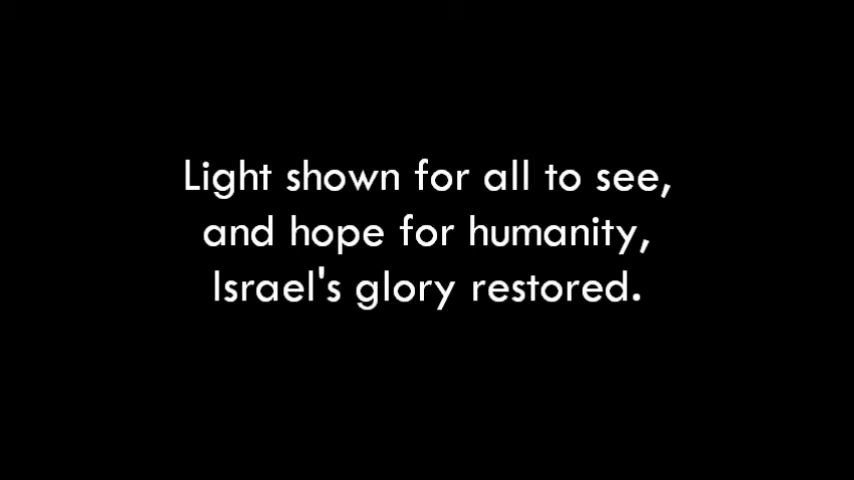 Light shown for all to see,
and hope for humanity,
Israel's glory restored.